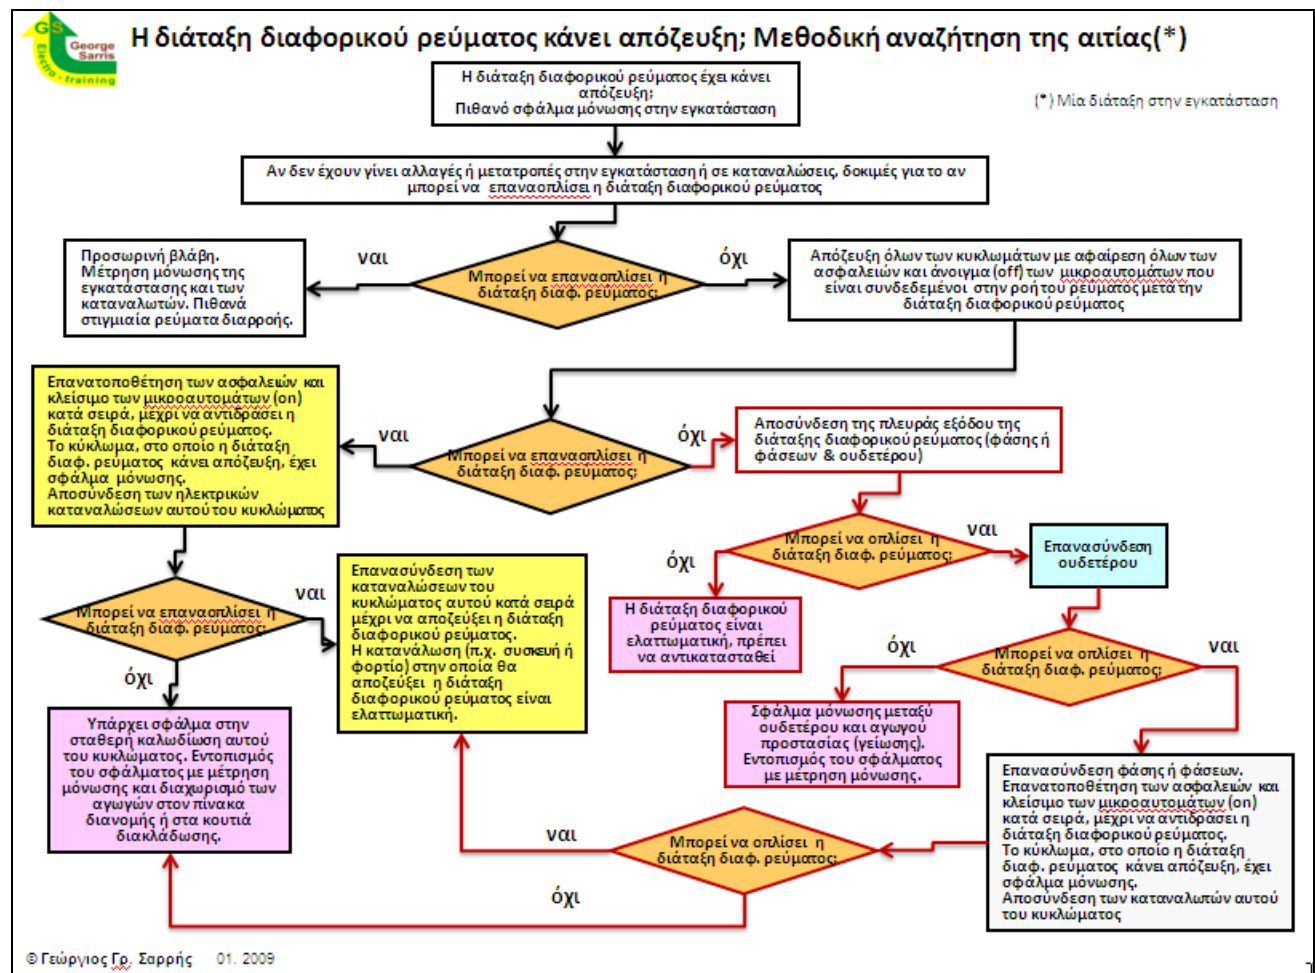 GS
George
Sarris
Electro - training
Η διάταξη διαφορικού ρεύματος κάνει απόζευξη; Μεθοδική αναζήτηση της αιτίας(*)
Η διάταξη διαφορικού ρεύματος έχει κάνει
απόζευξη;
Πιθανό σφάλμα μόνωσης στην εγκατάσταση
(*) Μία διάταξη στην εγκατάσταση
Αν δεν έχουν γίνει αλλαγές ή μετατροπές στην εγκατάσταση ή σε καταναλώσεις, δοκιμές για το αν
μπορεί να επαναοπλίσει η διάταξη διαφορικού ρεύματος
Προσωρινή βλάβη.
Μέτρηση μόνωσης της
εγκατάστασης και των
καταναλωτών. Πιθανά
στιγμιαία ρεύματα διαρροής.
ναι
Μπορεί να επαναοπλίσει η
διάταξη διαφ. ρεύματος;
όχι
Απόζευξη όλων των κυκλωμάτων με αφαίρεση όλων των
ασφαλειών και άνοιγμα (off) των μικροαυτομάτων που
είναι συνδεδεμένοι στην ροή του ρεύματος μετά την
διάταξη διαφορικού ρεύματος
Επανατοποθέτηση των ασφαλειών και
κλείσιμο των μικροαυτομάτων (on)
κατά σειρά, μέχρι να αντιδράσει η
διάταξη διαφορικού ρεύματος.
Το κύκλωμα, στο οποίο η διάταξη
διαφ. ρεύματος κάνει απόζευξη, έχει
σφάλμα μόνωσης.
Αποσύνδεση των ηλεκτρικών
καταναλώσεων αυτού του κυκλώματος
ναι
Μπορεί να επαναοπλίσει η
διάταξη διαφ. ρεύματος;
όχι
Αποσύνδεση της πλευράς εξόδου της
διάταξης διαφορικού ρεύματος (φάσης ή
φάσεων & ουδετέρου)
Μπορεί να οπλίσει η
διάταξη διαφ. ρεύματος;
ναι
όχι
Επανασύνδεση
ουδετέρου
Η διάταξη διαφορικού
ρεύματος είναι
ελαττωματική, πρέπει
να αντικατασταθεί
Μπορεί να επαναοπλίσει η
διάταξη διαφ. ρεύματος;
ναι
όχι
Επανασύνδεση των
καταναλώσεων του
κυκλώματος αυτού κατά σειρά
μέχρι να αποζεύξει η διάταξη
διαφορικού ρεύματος.
Η κατανάλωση (π.χ. συσκευή ή
φορτίο) στην οποία θα
αποζεύξει η διάταξη
διαφορικού ρεύματος είναι
ελαττωματική.
όχι
Μπορεί να οπλίσει η
διάταξη διαφ. ρεύματος;
ναι
Υπάρχει σφάλμα στην
σταθερή καλωδίωση αυτού
του κυκλώματος. Εντοπισμός
του σφάλματος με μέτρηση
μόνωσης και διαχωρισμό των
αγωγών στον πίνακα
διανομής ή στα κουτιά
διακλάδωσης.
Σφάλμα μόνωσης μεταξύ
ουδετέρου και αγωγού
προστασίας (γείωσης).
Εντοπισμός του σφάλματος
με μέτρηση μόνωσης.
Επανασύνδεση φάσης ή φάσεων.
Επανατοποθέτηση των ασφαλειών και
κλείσιμο των μικροαυτομάτων (on)
κατά σειρά, μέχρι να αντιδράσει η
διάταξη διαφορικού ρεύματος.
Το κύκλωμα, στο οποίο η διάταξη
διαφ. ρεύματος κάνει απόζευξη, έχει
σφάλμα μόνωσης.
Αποσύνδεση των καταναλωτών αυτού
του κυκλώματος
ναι
Μπορεί να οπλίσει η
διάταξη διαφ. ρεύματος;
όχι
© Γεώργιος Γρ. Σαρρής 01. 2009